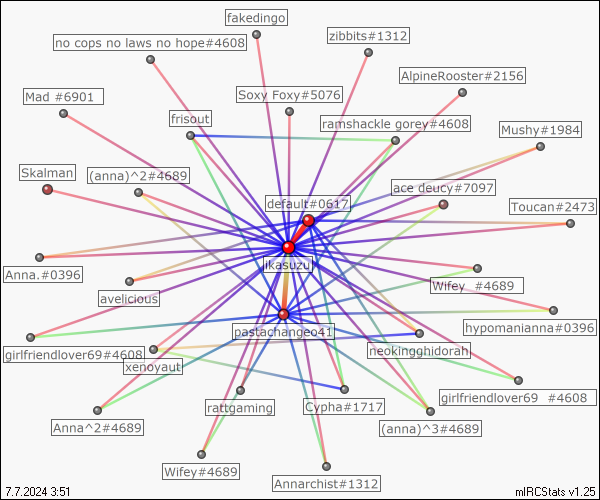 fakedingo
zibbits#1312
no cops no laws no hope#4608
AlpineRooster#2156
Mad #6901
Soxy Foxy#5076
frisout
ramshackle gorey#4608
Mushy#1984
Skalman
(anna)^2#4689
ace deucy#7097
default#0617
Toucan#2473
ikasuzu
Anna.#0396
avelicious
Wifey #4689
hypomanianna#0396
pastachangeo41
girlfriendlover69#4608
neokingghidorah
xenoyaut
girlfriendlover69 #4608
rattgaming
Cypha#1717
Anna^2#4689
(anna)^3#4689
Wifey#4689
Annarchist#1312
7.7.2024 3:51
mIRCStats v1.25